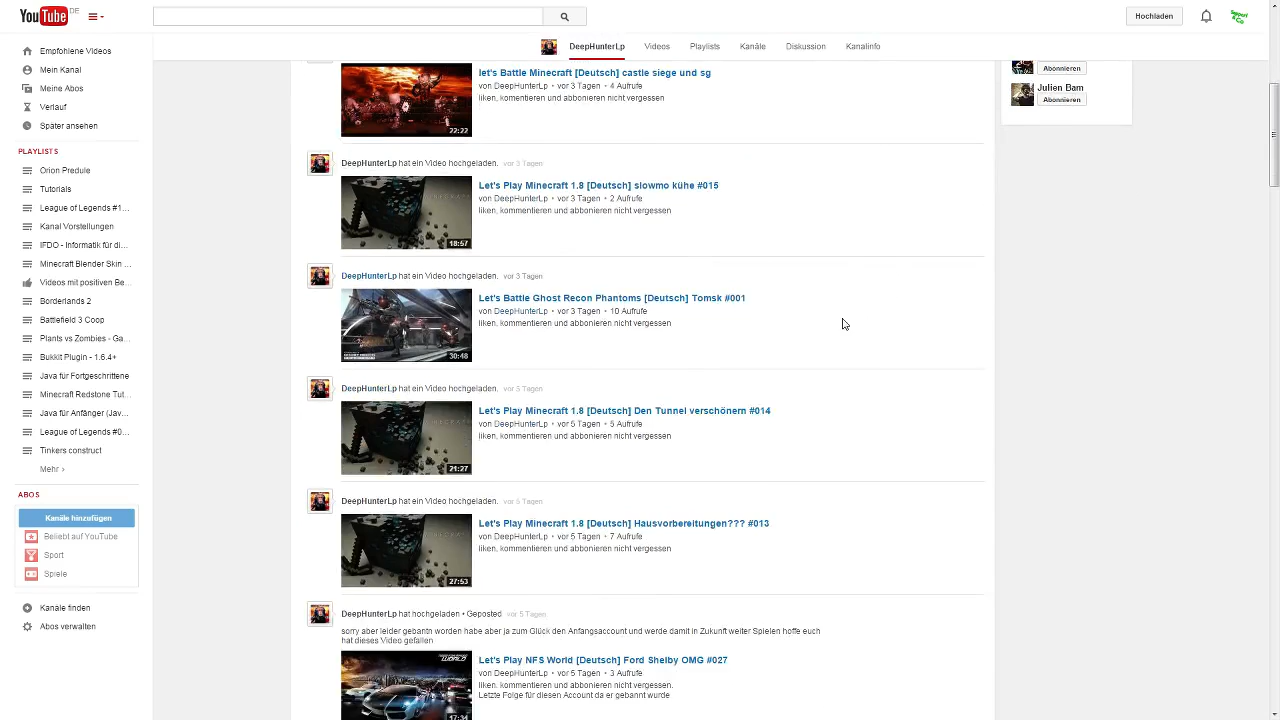 YouTube DE
Hochladen
DeepHunterLp Videos Playlists Kanäle Diskussion Kanalinfo
Empfohlene Videos
Mein Kanal
Meine Abos
Verlauf
Später ansehen
PLAYLISTS
Orion Predule
Tutorials
League of Legends #1...
Kanal Vorstellungen
IFDO - Informatik für di...
Minecraft Blender Skin ...
Videos mit positiven Be...
Borderlands 2
Battlefield 3 Coop
Plants vs Zombies - Ga...
Bukkit Plugin - 1.6.4+
Java für Fortgeschrittene
Minecraft Redstone Tut...
Java für Anfänger (Jav...
League of Legends #0...
Tinkers construct
Mehr ›
ABOS
Kanäle hinzufügen
Beliebt auf YouTube
Sport
Spiele
Kanäle finden
Abos verwalten
let's Battle Minecraft [Deutsch] castle siege und sg
von DeepHunterLp • vor 3 Tagen • 4 Aufrufe
liken, komentieren und abbonieren nicht vergessen
22:22
DeepHunterLp hat ein Video hochgeladen. vor 3 Tagen
Let's Play Minecraft 1.8 [Deutsch] slowmo kühe #015
von DeepHunterLp • vor 3 Tagen • 2 Aufrufe
liken, kommentieren und abbonieren nicht vergessen
18:57
DeepHunterLp hat ein Video hochgeladen. vor 3 Tagen
Let's Battle Ghost Recon Phantoms [Deutsch] Tomsk #001
von DeepHunterLp • vor 3 Tagen • 10 Aufrufe
liken, kommentieren und abbonieren nicht vergessen
30:48
DeepHunterLp hat ein Video hochgeladen. vor 5 Tagen
Let's Play Minecraft 1.8 [Deutsch] Den Tunnel verschönern #014
von DeepHunterLp • vor 5 Tagen • 5 Aufrufe
liken, kommentieren und abbonieren nicht vergessen
21:27
DeepHunterLp hat ein Video hochgeladen. vor 5 Tagen
Let's Play Minecraft 1.8 [Deutsch] Hausvorbereitungen??? #013
von DeepHunterLp • vor 5 Tagen • 7 Aufrufe
liken, kommentieren und abbonieren nicht vergessen
27:53
DeepHunterLp hat hochgeladen • Geposted vor 5 Tagen
sorry aber leider gebantn worden habe aber ja zum Glück den Anfangsaccount und werde damit in Zukunft weiter Spielen hoffe euch
hat dieses Video gefallen
Let's Play NFS World [Deutsch] Ford Shelby OMG #027
von DeepHunterLp • vor 5 Tagen • 3 Aufrufe
liken, kommentieren und abbonieren nicht vergessen.
Letzte Folge für diesen Account da er gebannt wurde
WORLD
17:34
Abonnieren
Julien Bam
Abonnieren